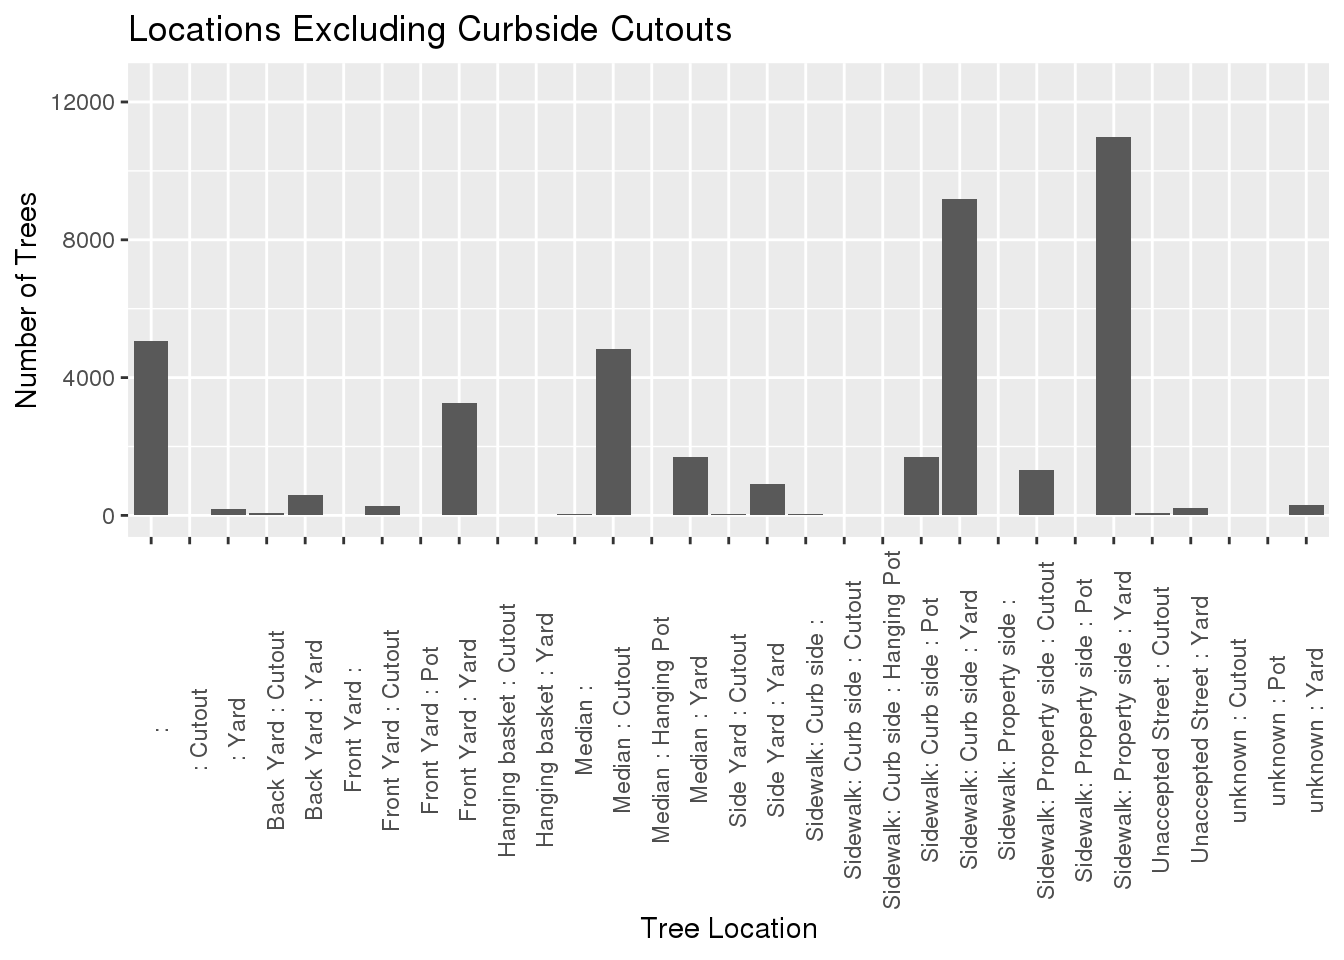 Locations Excluding Curbside Cutouts
Number of Trees
12000
8000
4000
0
:
: Cutout
: Yard
Back Yard : Cutout
Back Yard : Yard
Front Yard :
Front Yard : Cutout
Front Yard : Pot
Front Yard : Yard
Hanging basket : Cutout
Hanging basket : Yard
Median :
Median : Cutout
Median : Hanging Pot
Median : Yard
Side Yard : Cutout
Side Yard : Yard
Sidewalk: Curb side :
Sidewalk: Curb side : Cutout
Sidewalk: Curb side : Hanging Pot
Sidewalk: Curb side : Pot
Sidewalk: Curb side : Yard
Sidewalk: Property side :
Sidewalk: Property side : Cutout
Sidewalk: Property side : Pot
Sidewalk: Property side : Yard
Unaccepted Street : Cutout
Unaccepted Street : Yard
unknown : Cutout
unknown : Pot
unknown : Yard
Tree Location